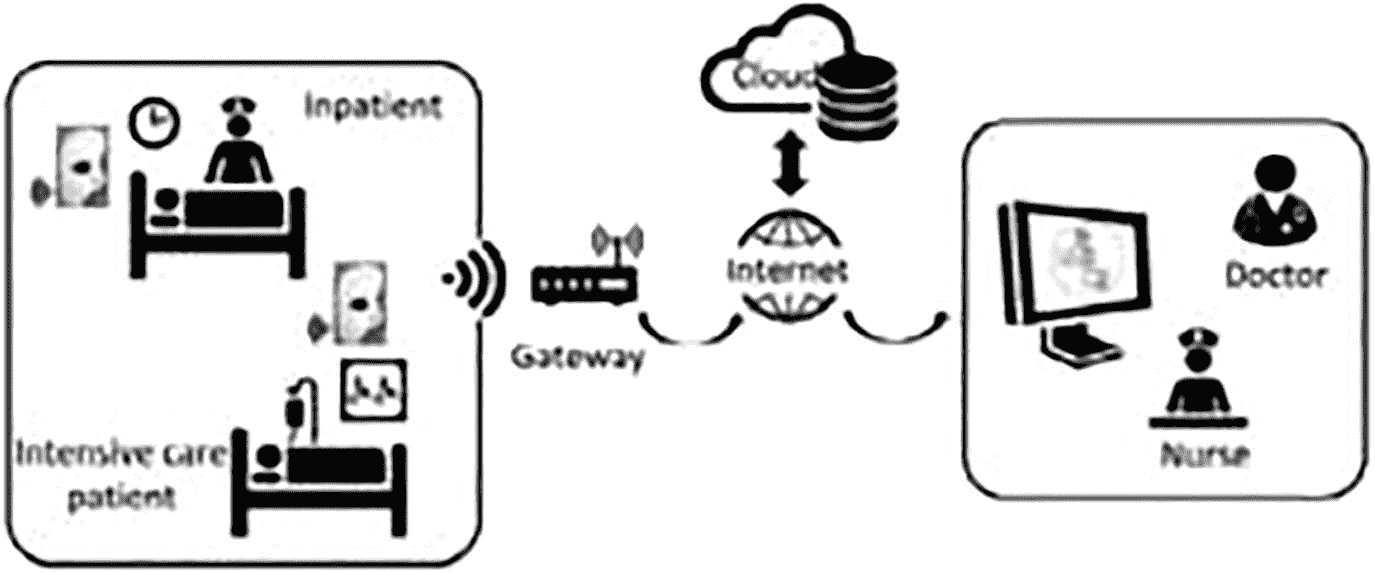 Inpatient
Cloud
Internet
Gateway
Intensive care
patient
Doctor
Nurse